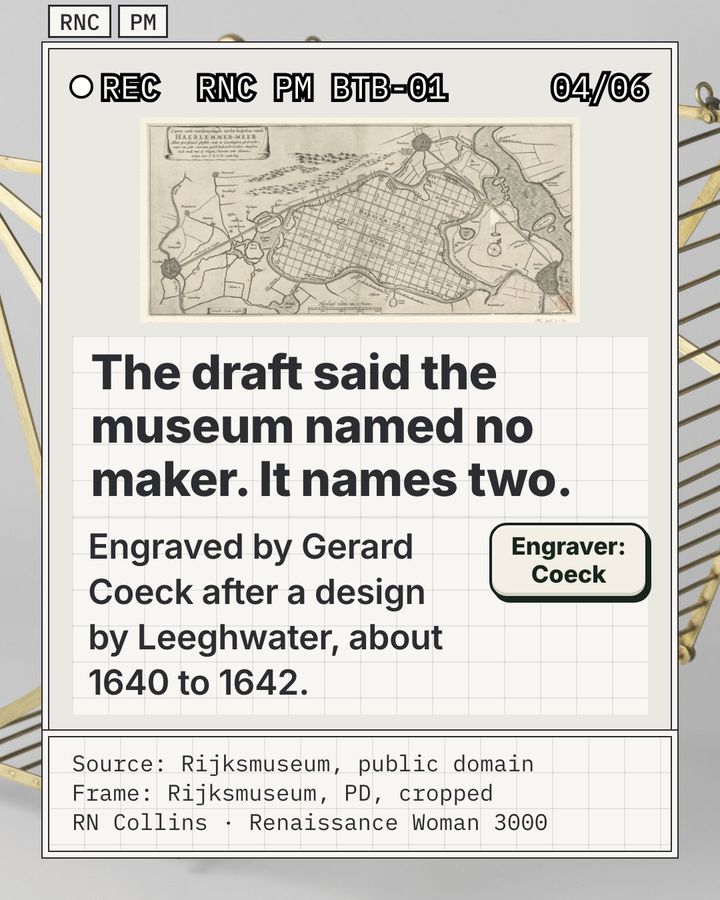 RNC PM
REC RNC PM BTB-01 04/06
HAERLEMMER-MEER
The draft said the
museum named no
maker. It names two.
Engraved by Gerard
Coeck after a design
by Leeghwater, about
1640 to 1642.
Engraver:
Coeck
Source: Rijksmuseum, public domain
Frame: Rijksmuseum, PD, cropped
RN Collins · Renaissance Woman 3000